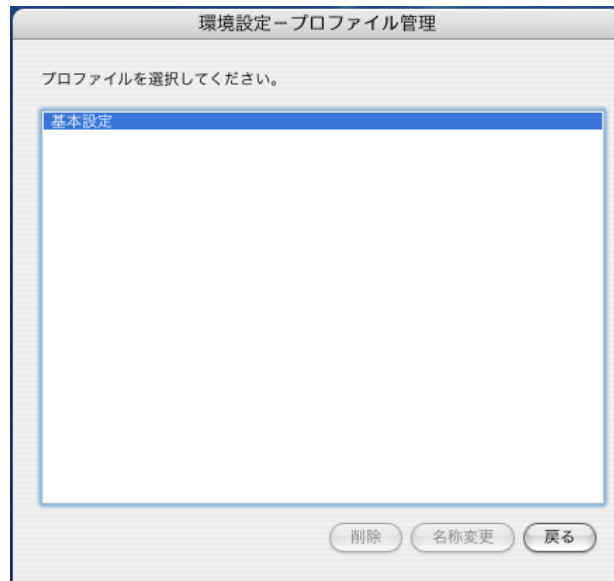 環境設定－プロファイル管理
プロファイルを選択してください。
基本設定
削除
名称変更
戻る